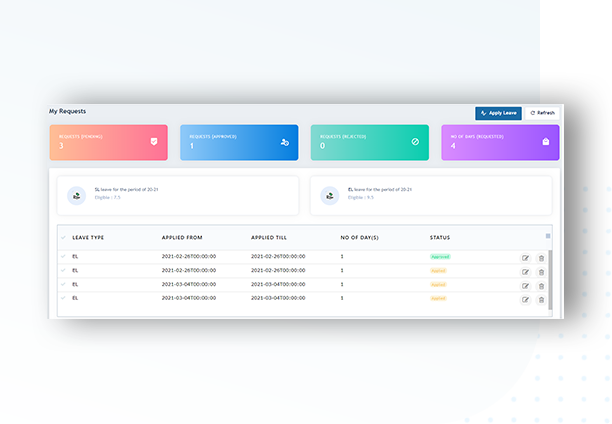 My Requests
Apply Leave
Refresh
REQUESTS (PENDING)
3
REQUESTS (APPROVED)
1
REQUESTS (REJECTED)
0
NO OF DAYS (REQUESTED)
4
SL leave for the period of 20-21
Eligible : 7.5
EL leave for the period of 20-21
Eligible : 9.5
LEAVE TYPE APPLIED FROM APPLIED TILL NO OF DAY(S) STATUS
EL 2021-02-26T00:00:00 2021-02-26T00:00:00 1 Approved
EL 2021-02-26T00:00:00 2021-02-26T00:00:00 1 Applied
EL 2021-03-04T00:00:00 2021-03-04T00:00:00 1 Applied
EL 2021-03-04T00:00:00 2021-03-04T00:00:00 1 Applied